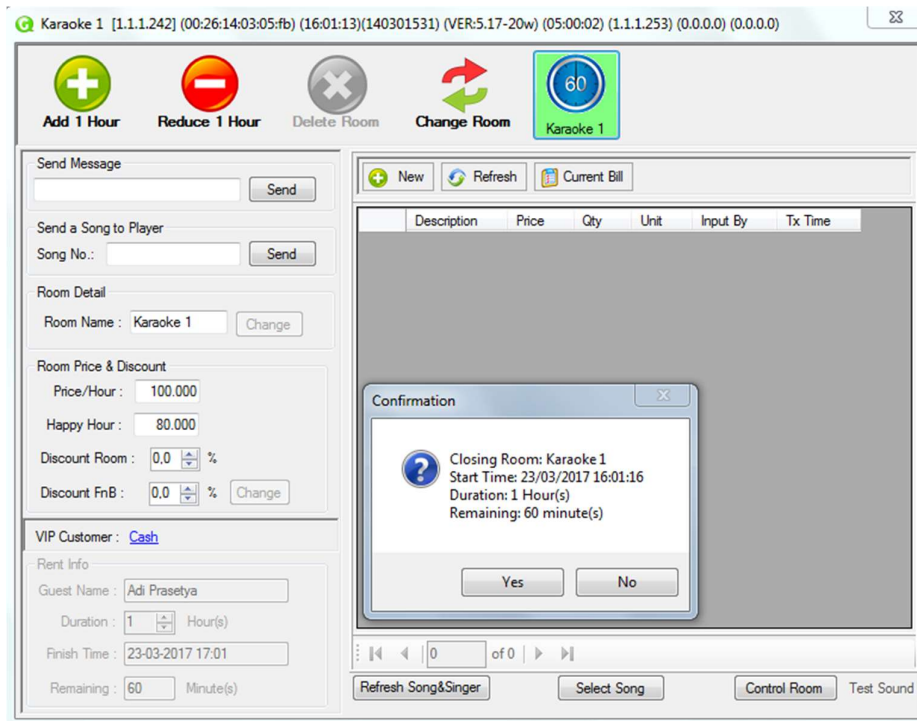 Karaoke 1 [1.1.1.242] (00:26:14:03:05:fb) (16:01:13)(140301531) (VER:5.17-20w) (05:00:02) (1.1.1.253) (0.0.0.0) (0.0.0.0)
Add 1 Hour Reduce 1 Hour Delete Room Change Room 60 Karaoke 1
Send Message
Send
Send a Song to Player
Song No.: Send
Room Detail
Room Name : Karaoke 1 Change
Room Price & Discount
Price/Hour : 100.000
Happy Hour : 80.000
Discount Room : 0,0 %
Discount FnB : 0,0 % Change
VIP Customer : Cash
Rent Info
Guest Name : Adi Prasetya
Duration : 1 Hour(s)
Finish Time : 23-03-2017 17:01
Remaining : 60 Minute(s)
New Refresh Current Bill
Description Price Qty Unit Input By Tx Time
Confirmation
Closing Room: Karaoke 1
Start Time: 23/03/2017 16:01:16
Duration: 1 Hour(s)
Remaining: 60 minute(s)
Yes No
0 of 0
Refresh Song&Singer Select Song Control Room Test Sound